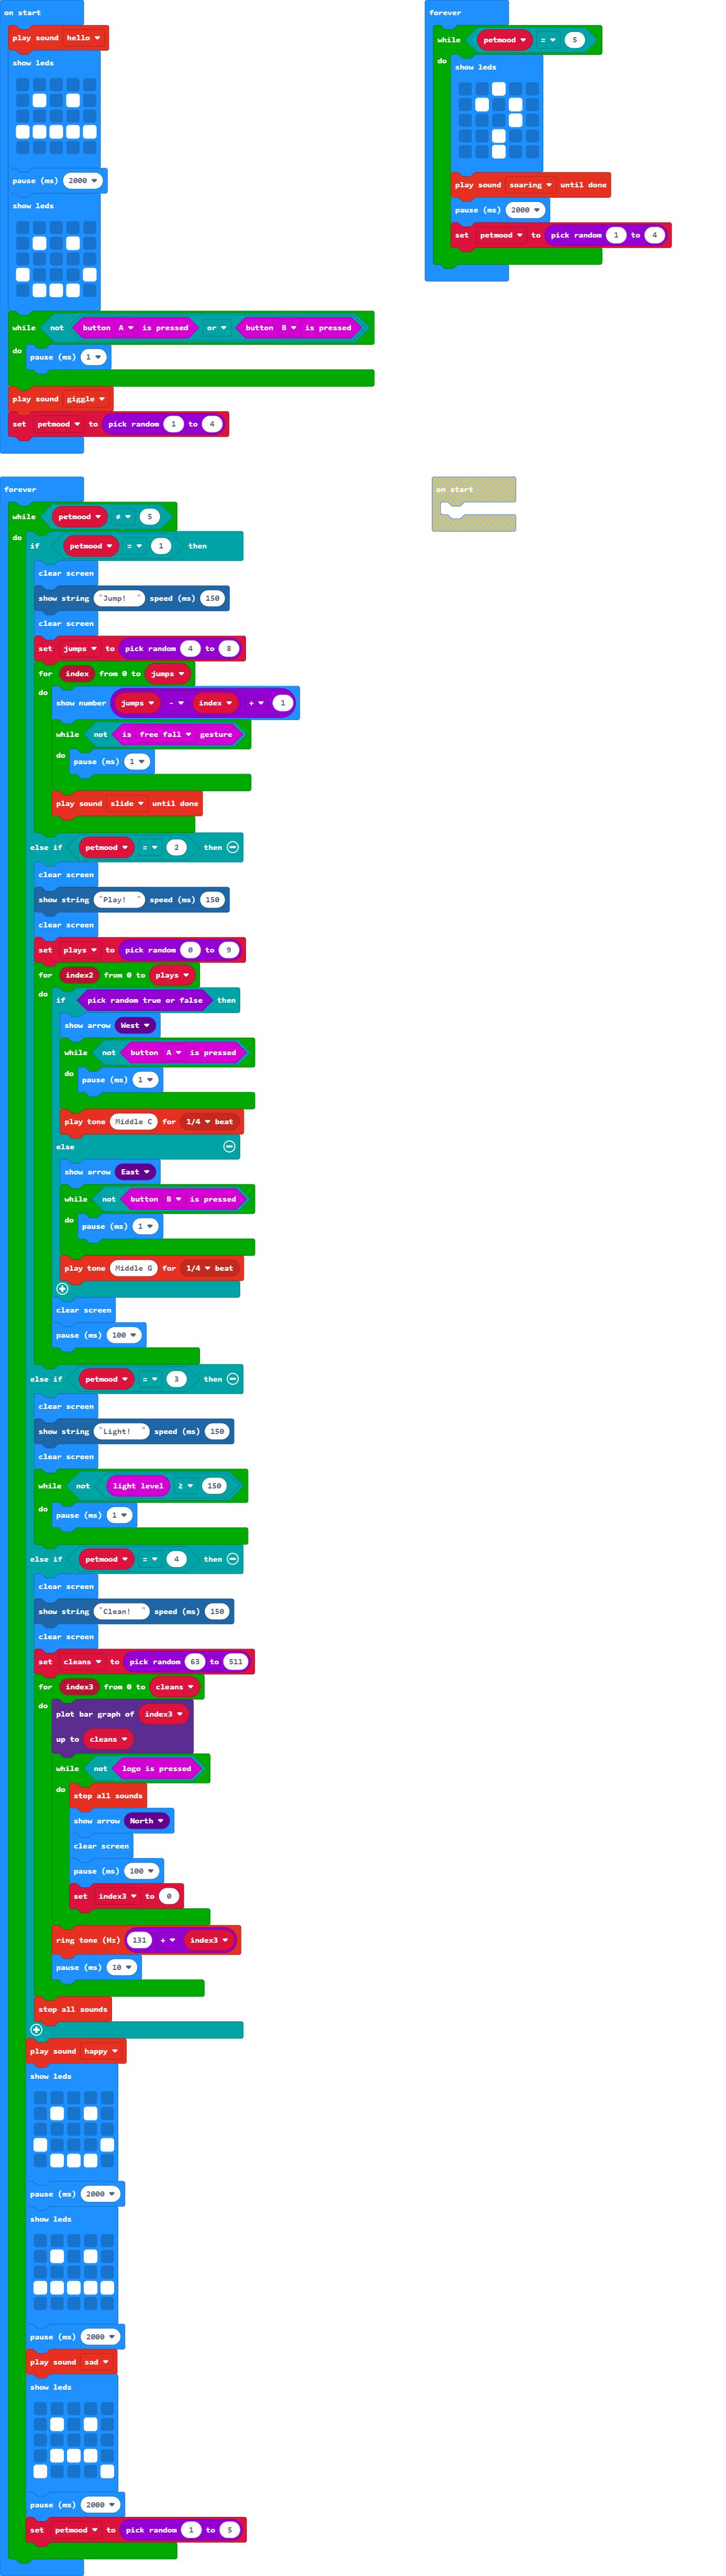 on start
play sound hello
show leds
pause (ms) 2000
show leds
while not button A is pressed or button B is pressed
do pause (ms) 1
play sound giggle
set petmood to pick random 1 to 4
forever
while petmood = 5
do show leds
play sound soaring until done
pause (ms) 2000
set petmood to pick random 1 to 4
forever
while petmood ≠ 5
do if petmood = 1 then
clear screen
show string "Jump! " speed (ms) 150
clear screen
set jumps to pick random 4 to 8
for index from 0 to jumps
do show number jumps - index + 1
while not is free fall gesture
do pause (ms) 1
play sound slide until done
else if petmood = 2 then
clear screen
show string "Play! " speed (ms) 150
clear screen
set plays to pick random 0 to 9
for index2 from 0 to plays
do if pick random true or false then
show arrow West
while not button A is pressed
do pause (ms) 1
play tone Middle C for 1/4 beat
else
show arrow East
while not button B is pressed
do pause (ms) 1
play tone Middle G for 1/4 beat
clear screen
pause (ms) 100
else if petmood = 3 then
clear screen
show string "Light! " speed (ms) 150
clear screen
while not light level ≥ 150
do pause (ms) 1
else if petmood = 4 then
clear screen
show string "Clean! " speed (ms) 150
clear screen
set cleans to pick random 63 to 511
for index3 from 0 to cleans
do plot bar graph of index3
up to cleans
while not logo is pressed
do stop all sounds
show arrow North
clear screen
pause (ms) 100
set index3 to 0
ring tone (Hz) 131 + index3
pause (ms) 10
stop all sounds
play sound happy
show leds
pause (ms) 2000
show leds
pause (ms) 2000
play sound sad
show leds
pause (ms) 2000
set petmood to pick random 1 to 5
on start